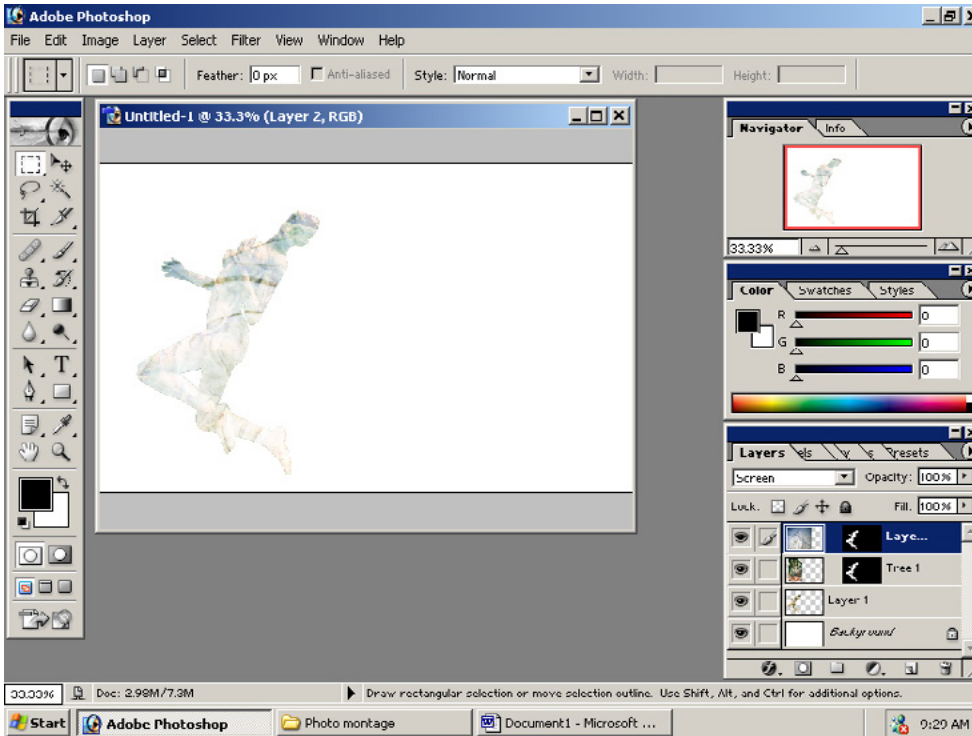 Adobe Photoshop
File Edit Image Layer Select Filter View Window Help
Feather: 0 px Anti-aliased Style: Normal Width: Height:
Untitled-1 @ 33.3% (Layer 2, RGB)
Navigator Info
33.33%
Color Swatches Styles
R 0
G 0
B 0
Layers els Presets
Screen Opacity: 100%
Lock: Fill: 100%
Laye...
Tree 1
Layer 1
Background
33.33% Doc: 2.98M/7.3M Draw rectangular selection or move selection outline. Use Shift, Alt, and Ctrl for additional options.
Start Adobe Photoshop Photo montage Document1 - Microsoft ... 9:29 AM